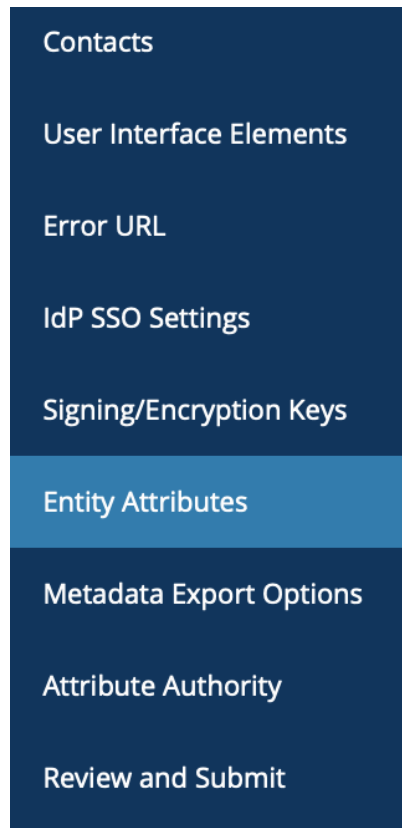 Contacts
User Interface Elements
Error URL
IdP SSO Settings
Signing/Encryption Keys
Entity Attributes
Metadata Export Options
Attribute Authority
Review and Submit